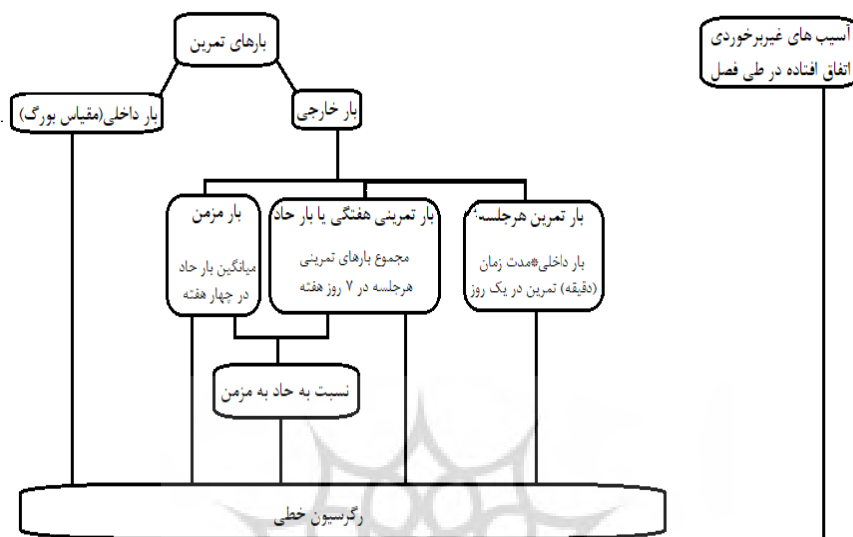 آسیب های غیربرخوردی
اتفاق افتاده در طی فصل
بارهای تمرین
بار خارجی
بار داخلی(مقیاس بورگ)
بار تمرین هرجلسه:
بار داخلی*مدت زمان
(دقیقه) تمرین در یک روز
بار تمرینی هفتگی یا بار حاد
مجموع بارهای تمرینی
هرجلسه در ۷ روز هفته
بار مزمن
میانگین بار حاد
در چهار هفته
نسبت به حاد به مزمن
رگرسیون خطی